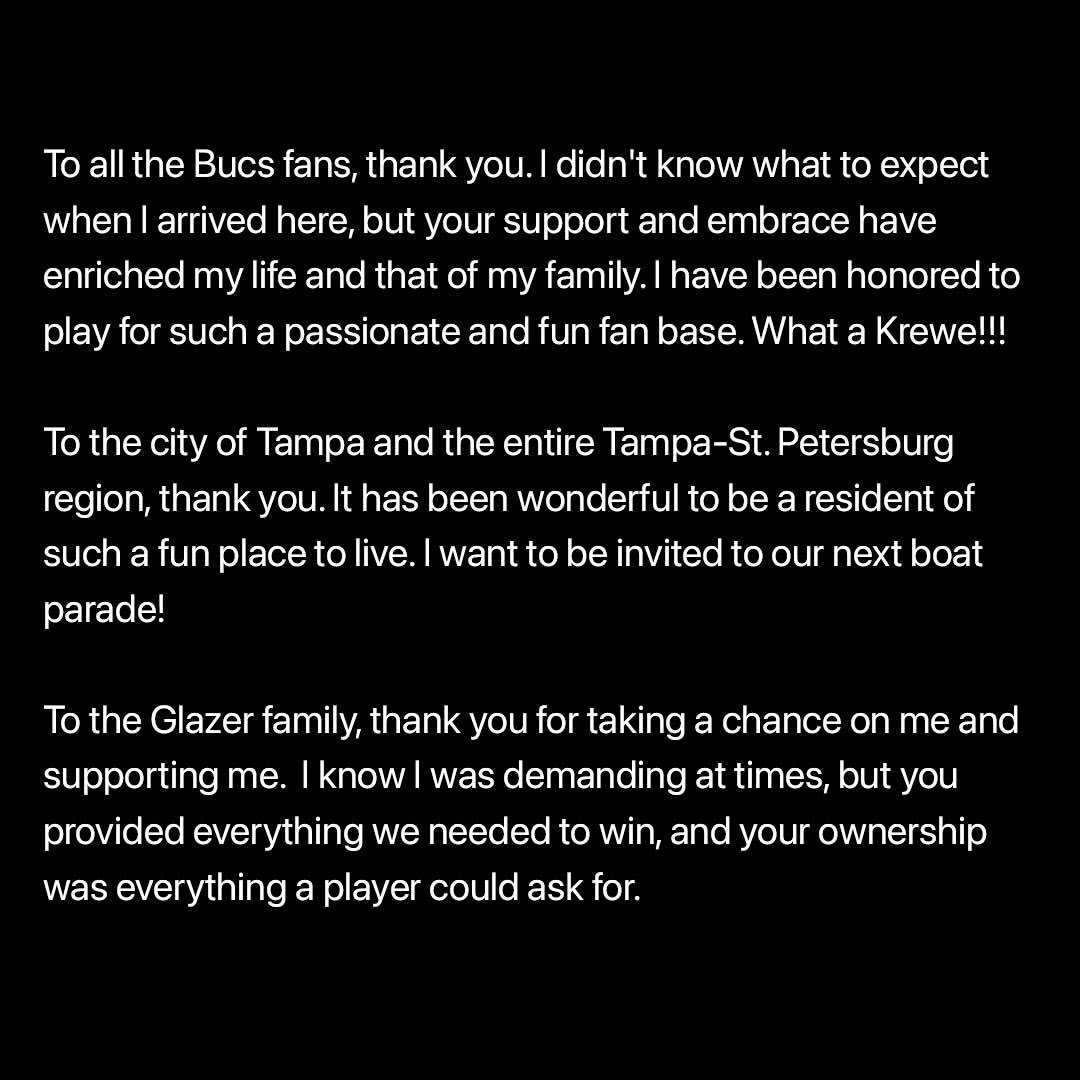 To all the Bucs fans, thank you. I didn't know what to expect
when I arrived here, but your support and embrace have
enriched my life and that of my family. I have been honored to
play for such a passionate and fun fan base. What a Krewe!!!
To the city of Tampa and the entire Tampa-St. Petersburg
region, thank you. It has been wonderful to be a resident of
such a fun place to live. I want to be invited to our next boat
parade!
To the Glazer family, thank you for taking a chance on me and
supporting me.  I know I was demanding at times, but you
provided everything we needed to win, and your ownership
was everything a player could ask for.